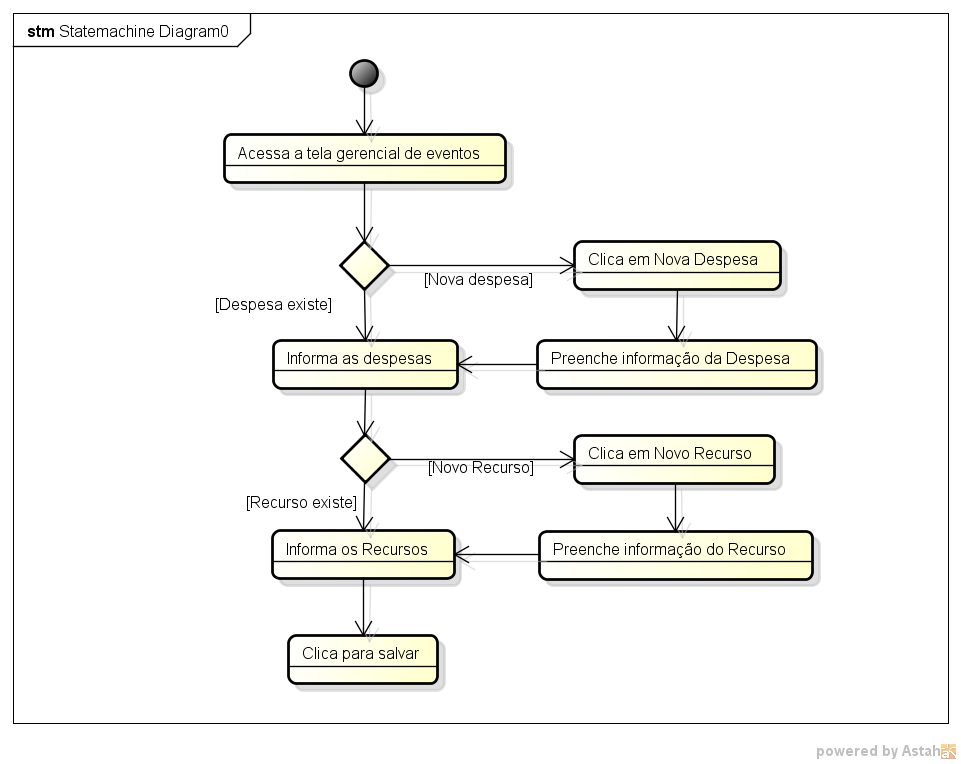 stm Statemachine Diagram0
Acessa a tela gerencial de eventos
Clica em Nova Despesa
[Nova despesa]
[Despesa existe]
Informa as despesas
Preenche informação da Despesa
Clica em Novo Recurso
[Novo Recurso]
[Recurso existe]
Informa os Recursos
Preenche informação do Recurso
Clica para salvar
powered by Astah